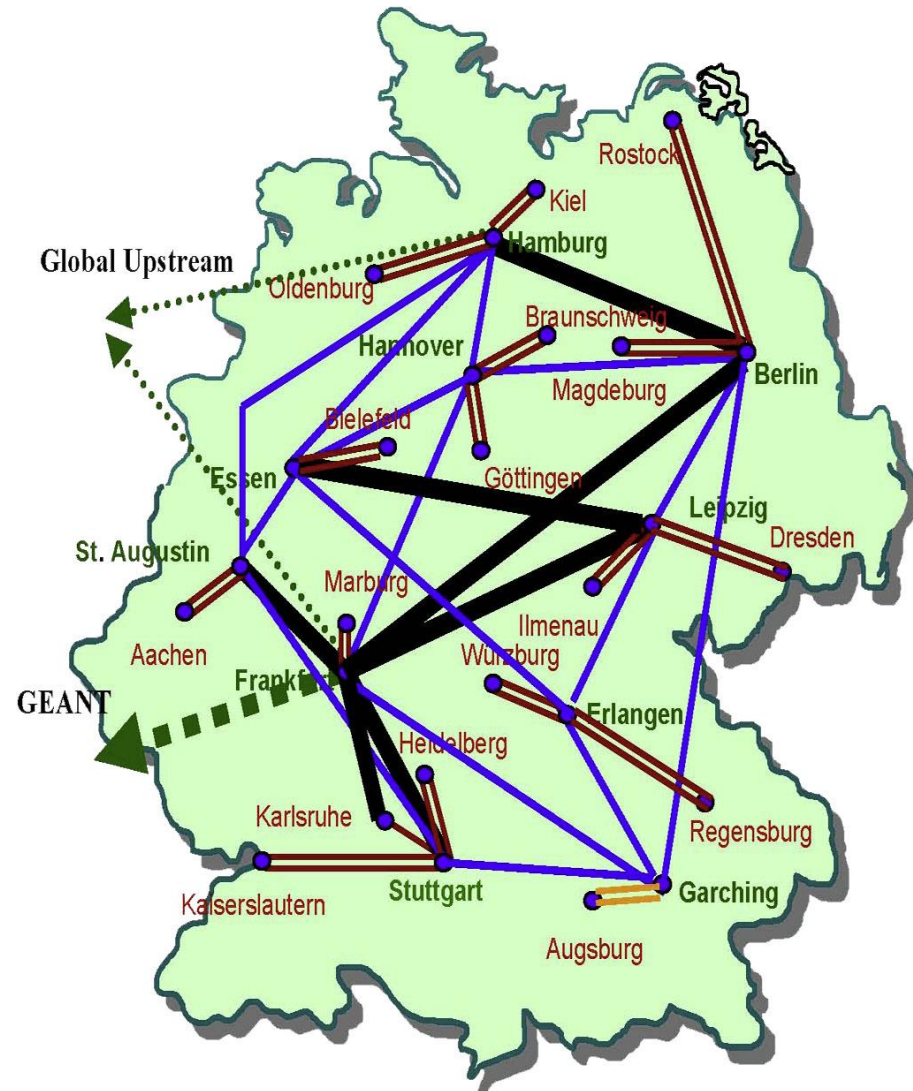 Rostock
Kiel
Hamburg
Global Upstream
Oldenburg
Braunschweig
Hannover
Berlin
Magdeburg
Bielefeld
Essen
Göttingen
Leipzig
St. Augustin
Dresden
Marburg
Ilmenau
Aachen
Würzburg
Frankfurt
GEANT
Erlangen
Heidelberg
Karlsruhe
Regensburg
Stuttgart
Garching
Kaiserslautern
Augsburg